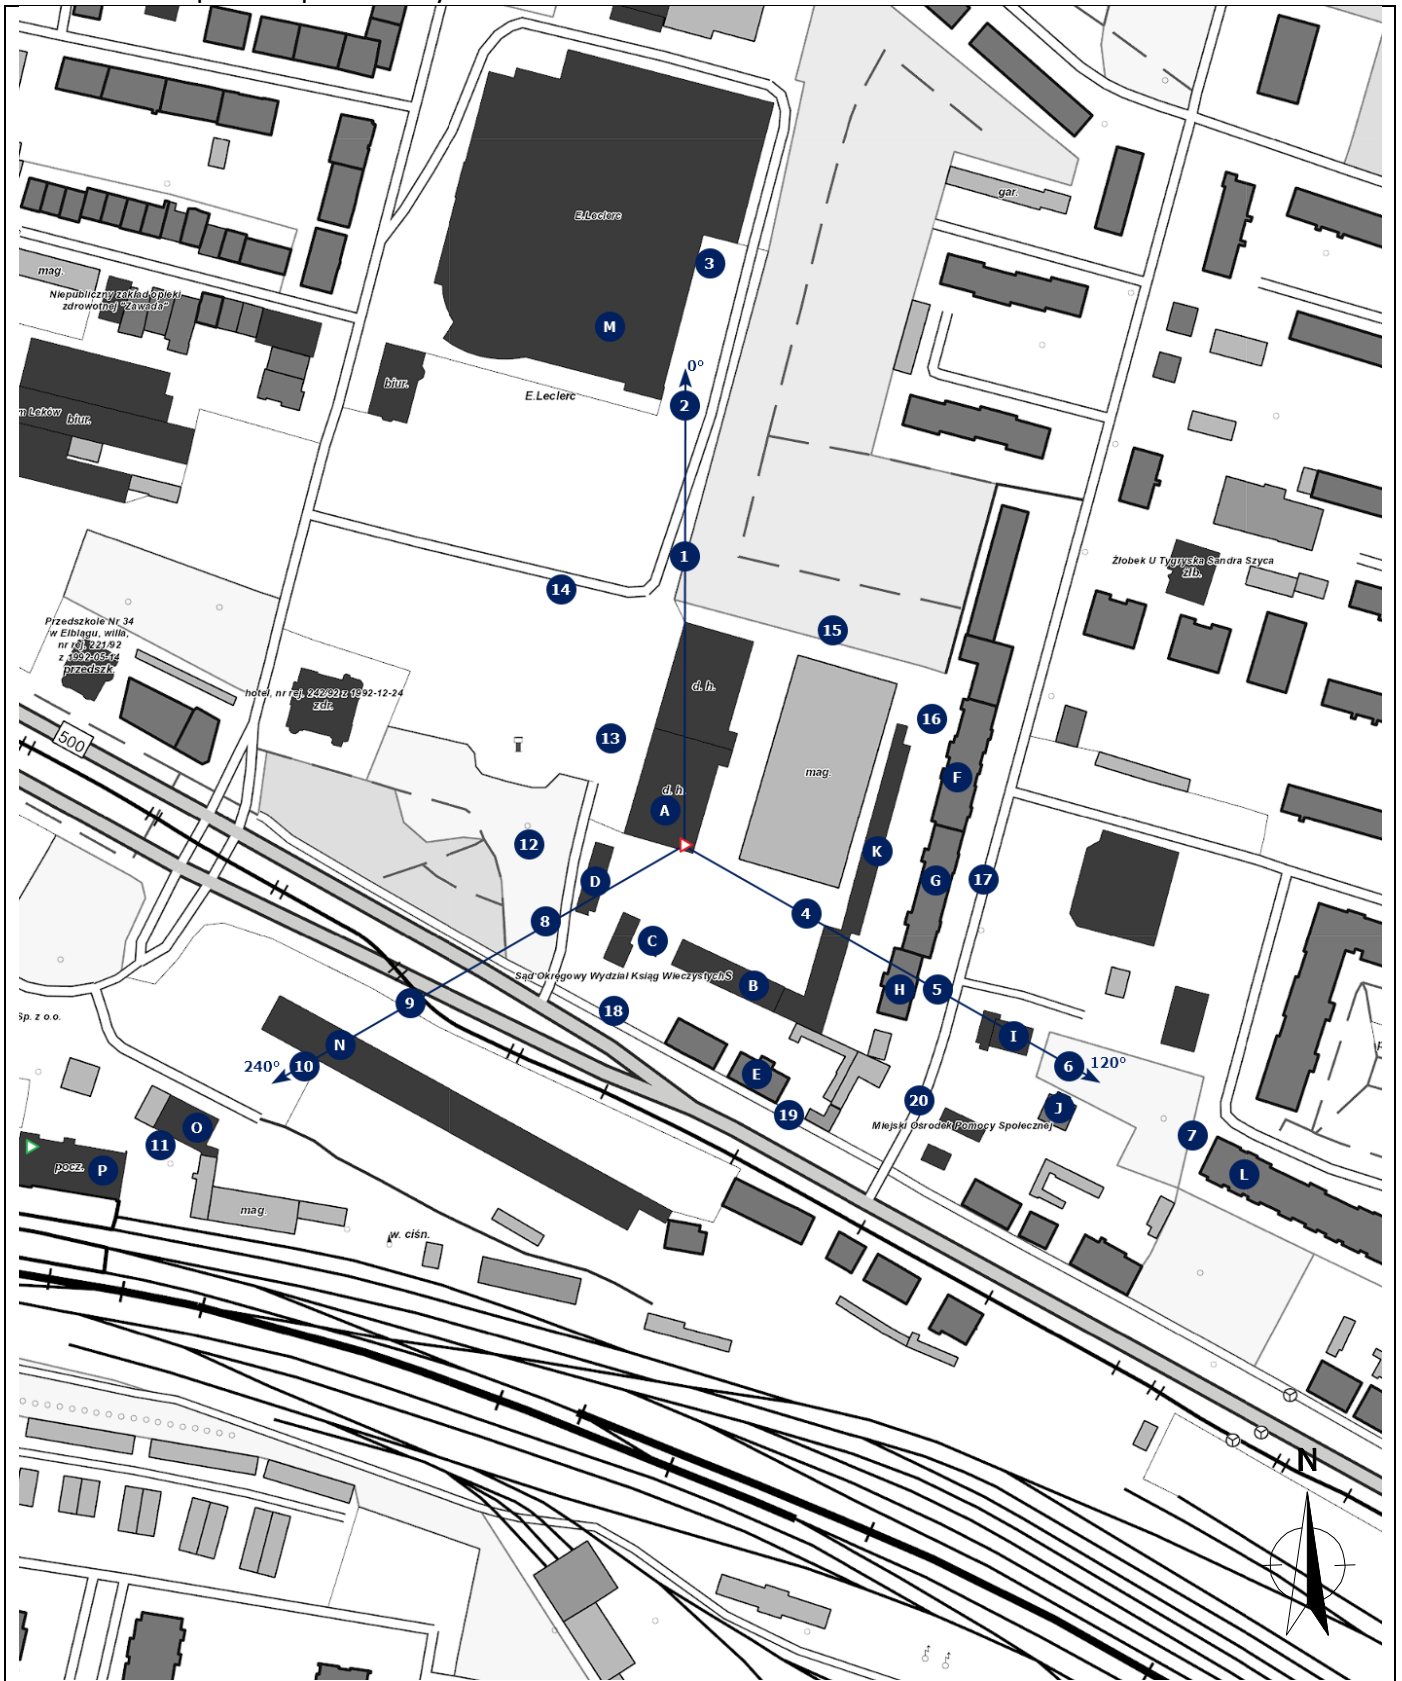 gar.
E.Leclerc
3
mag.
Niepubliczny zakład opieki
zdrowotnej "Zawada"
M
0°
biur.
E.Leclerc
2
m Leków
biur.
1
Żłobek U Tygryska Sandra Szyca
żłb.
14
Przedszkole Nr 34
w Elblągu, willa,
nr rej. 221/92
z 1992-05-14
przedszk.
15
d. h.
hotel, nr rej. 242/92 z 1992-12-24
zdr.
16
500
13
mag.
F
d. h.
A
12
K
D
G
17
4
8
C
Sąd Okręgowy Wydział Ksiąg WieczystychS
B
H
5
9
18
Sp. z o.o.
I
N
240°
10
E
6
120°
20
J
19
Miejski Ośrodek Pomocy Społecznej
O
11
7
pocz.
P
L
mag.
w. ciśn.
N